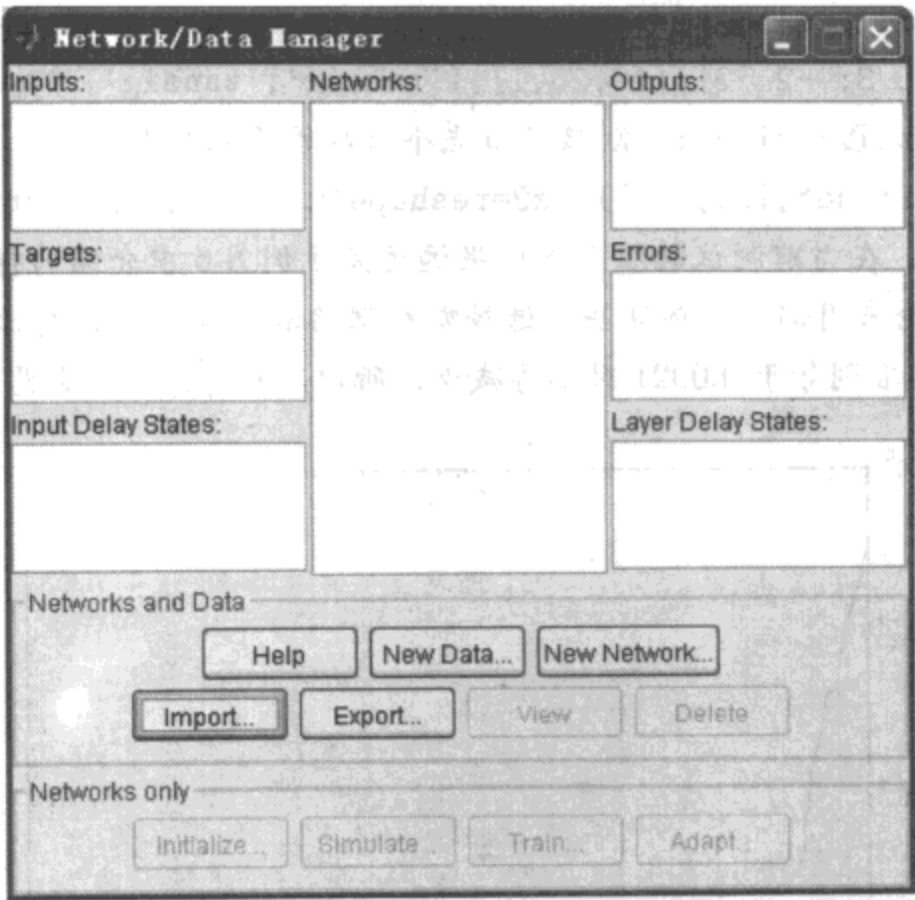 Network/Data Manager
Inputs:
Networks:
Outputs:
Targets:
Errors:
Input Delay States:
Layer Delay States:
Networks and Data
Help
New Data...
New Network...
Import...
Export...
View
Delete
Networks only
Initialize...
Simulate...
Train...
Adapt...